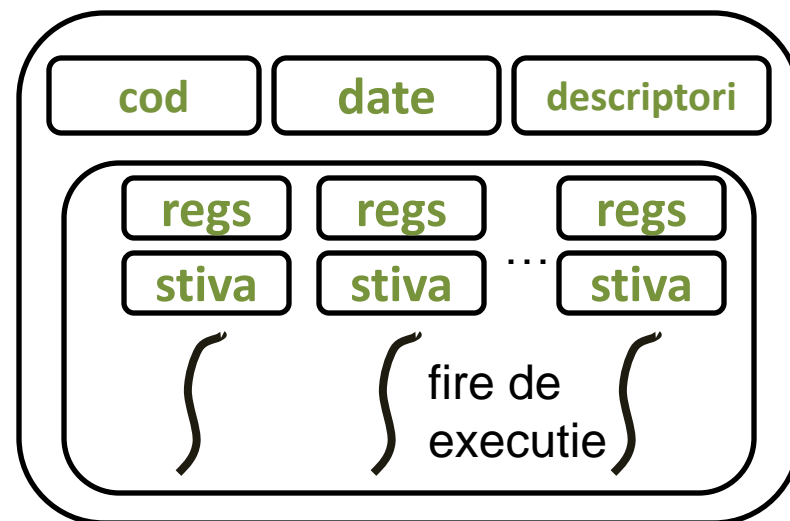 cod date descriptori
regs regs regs
...
stiva stiva stiva
fire de
executie